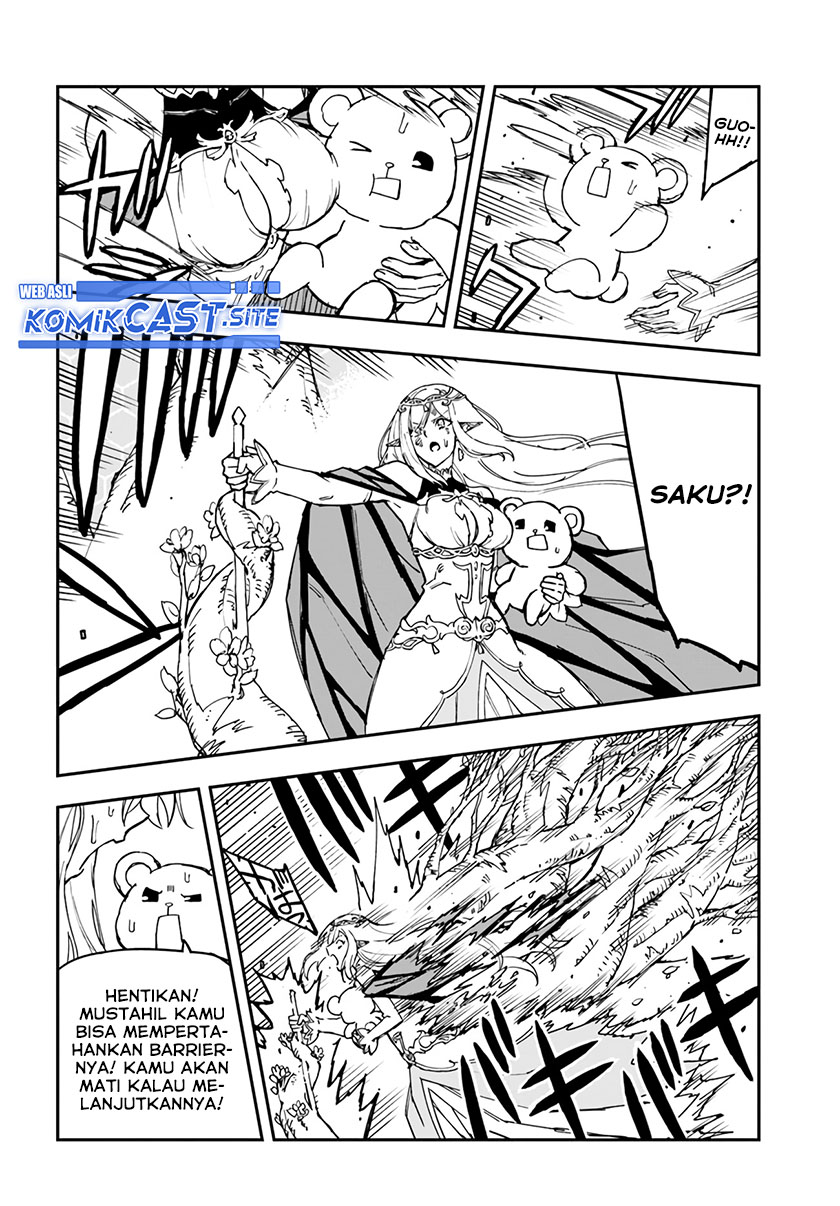 GUO-
HH!!
WEB ASLI
KOMIKCAST.SITE
SAKU?!
HENTIKAN!
MUSTAHIL KAMU
BISA MEMPERTA-
HANKAN BARRIER-
NYA! KAMU AKAN
MATI KALAU ME-
LANJUTKANNYA!